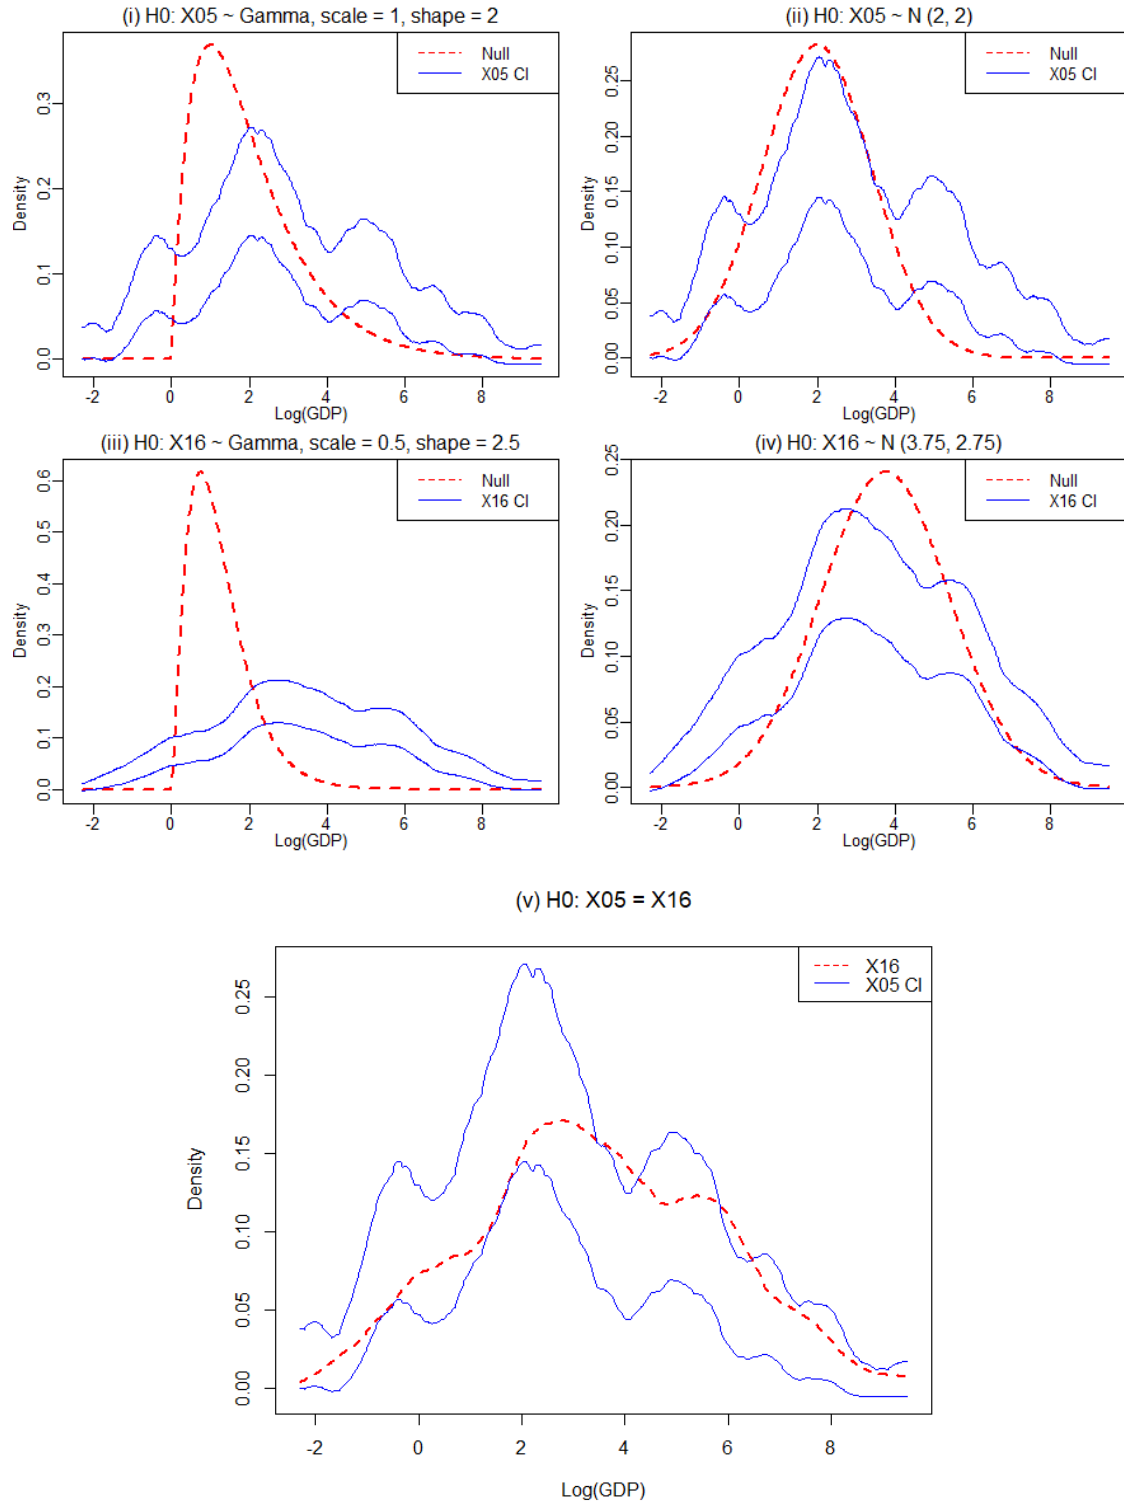 (i) H0: X05 ~ Gamma, scale = 1, shape = 2
Null
X05 CI
Density
0.0 0.1 0.2 0.3
-2 0 2 4 6 8
Log(GDP)
(ii) H0: X05 ~ N (2, 2)
Null
X05 CI
Density
0.00 0.05 0.10 0.15 0.20 0.25
-2 0 2 4 6 8
Log(GDP)
(iii) H0: X16 ~ Gamma, scale = 0.5, shape = 2.5
Null
X16 CI
Density
0.0 0.1 0.2 0.3 0.4 0.5 0.6
-2 0 2 4 6 8
Log(GDP)
(iv) H0: X16 ~ N (3.75, 2.75)
Null
X16 CI
Density
0.00 0.05 0.10 0.15 0.20 0.25
-2 0 2 4 6 8
Log(GDP)
(v) H0: X05 = X16
X16
X05 CI
Density
0.00 0.05 0.10 0.15 0.20 0.25
-2 0 2 4 6 8
Log(GDP)